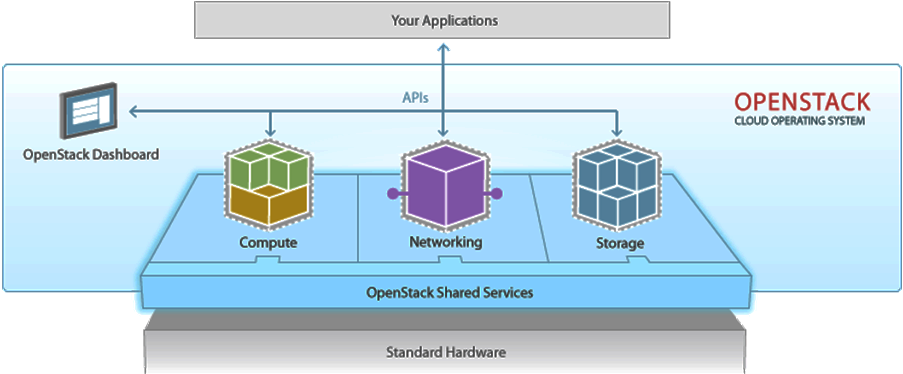 Your Applications
APIs
OPENSTACK
CLOUD OPERATING SYSTEM
OpenStack Dashboard
Compute
Networking
Storage
OpenStack Shared Services
Standard Hardware